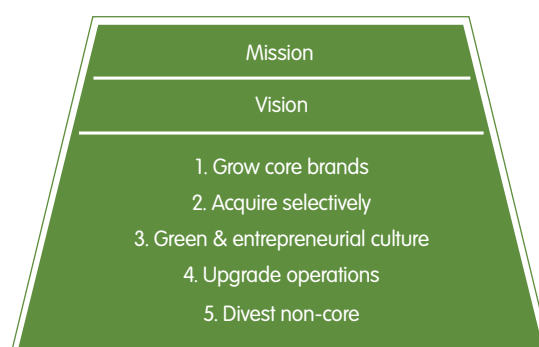 Mission
Vision
1. Grow core brands
2. Acquire selectively
3. Green & entrepreneurial culture
4. Upgrade operations
5. Divest non-core